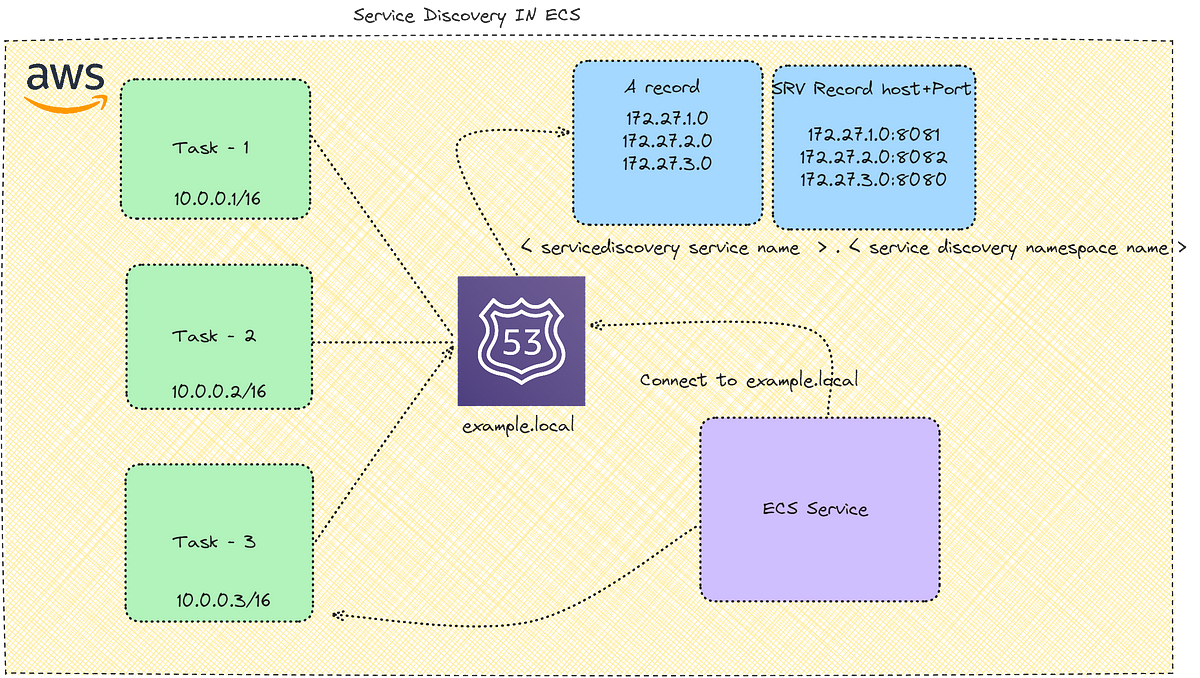 Service Discovery IN ECS
aws
Task - 1
10.0.0.1/16
A record
172.27.1.0
172.27.2.0
172.27.3.0
SRV Record host+Port
172.27.1.0:8081
172.27.2.0:8082
172.27.3.0:8080
< servicediscovery service name > . < service discovery namespace name >
Task - 2
10.0.0.2/16
53
example.local
Connect to example.local
ECS Service
Task - 3
10.0.0.3/16